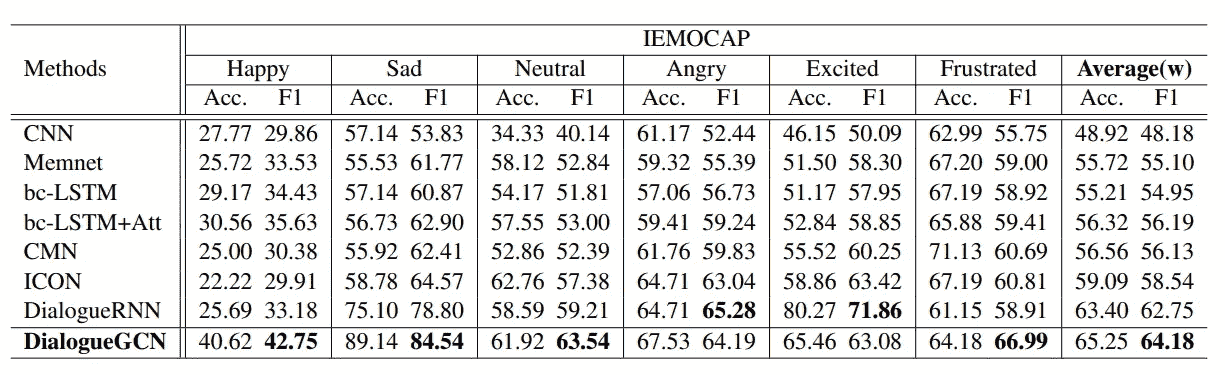 IEMOCAP
Methods Happy Sad Neutral Angry Excited Frustrated Average(w)
Acc. F1 Acc. F1 Acc. F1 Acc. F1 Acc. F1 Acc. F1 Acc. F1
CNN 27.77 29.86 57.14 53.83 34.33 40.14 61.17 52.44 46.15 50.09 62.99 55.75 48.92 48.18
Memnet 25.72 33.53 55.53 61.77 58.12 52.84 59.32 55.39 51.50 58.30 67.20 59.00 55.72 55.10
bc-LSTM 29.17 34.43 57.14 60.87 54.17 51.81 57.06 56.73 51.17 57.95 67.19 58.92 55.21 54.95
bc-LSTM+Att 30.56 35.63 56.73 62.90 57.55 53.00 59.41 59.24 52.84 58.85 65.88 59.41 56.32 56.19
CMN 25.00 30.38 55.92 62.41 52.86 52.39 61.76 59.83 55.52 60.25 71.13 60.69 56.56 56.13
ICON 22.22 29.91 58.78 64.57 62.76 57.38 64.71 63.04 58.86 63.42 67.19 60.81 59.09 58.54
DialogueRNN 25.69 33.18 75.10 78.80 58.59 59.21 64.71 65.28 80.27 71.86 61.15 58.91 63.40 62.75
DialogueGCN 40.62 42.75 89.14 84.54 61.92 63.54 67.53 64.19 65.46 63.08 64.18 66.99 65.25 64.18